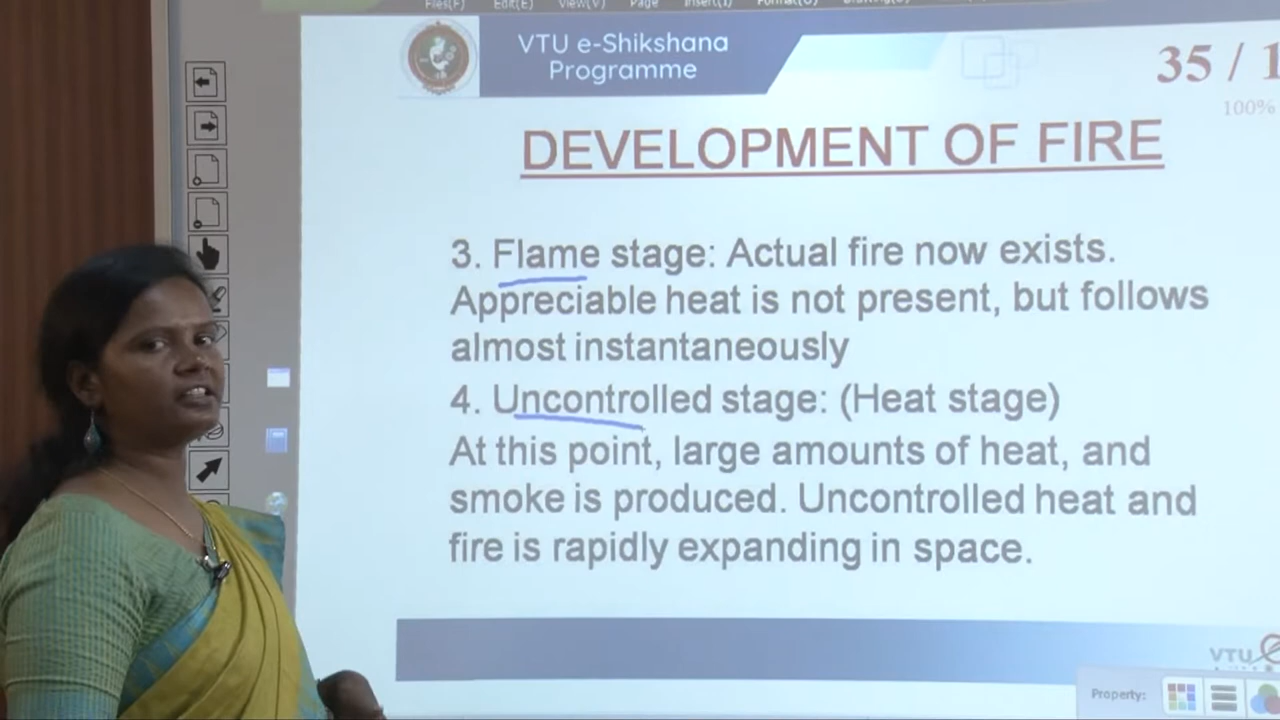 Files(F) Edit(E) View(V) Page Insert(I) Format(O)
VTU e-Shikshana
Programme
35 / 1
100%
DEVELOPMENT OF FIRE
3. Flame stage: Actual fire now exists.
Appreciable heat is not present, but follows
almost instantaneously
4. Uncontrolled stage: (Heat stage)
At this point, large amounts of heat, and
smoke is produced. Uncontrolled heat and
fire is rapidly expanding in space.
VTU
Property: